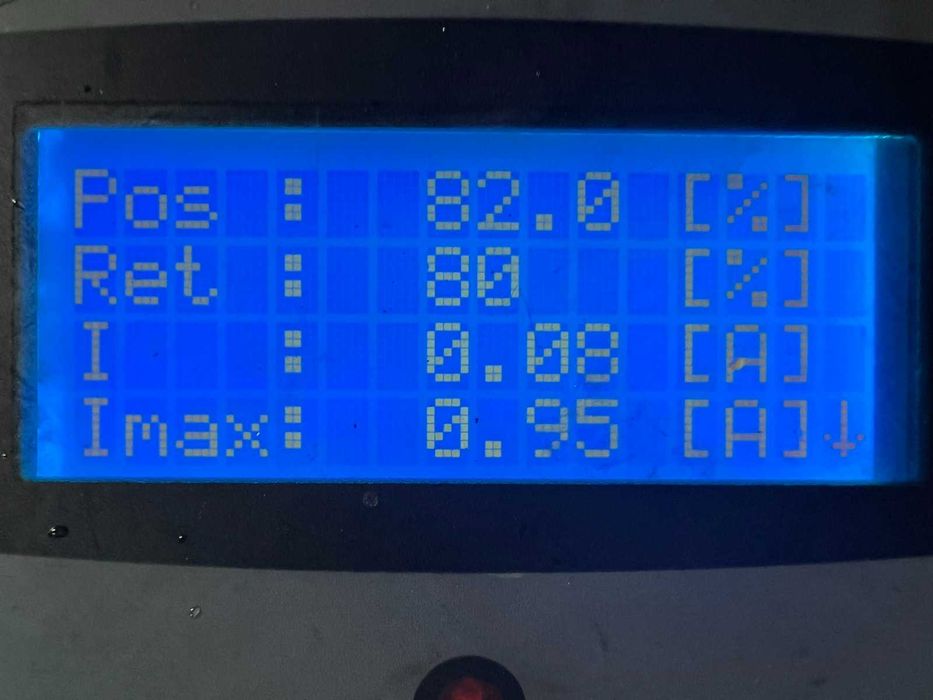 Pos : 82.0 [%]
Ret : 80 [%]
I : 0.08 [A]
Imax: 0.95 [A]↓